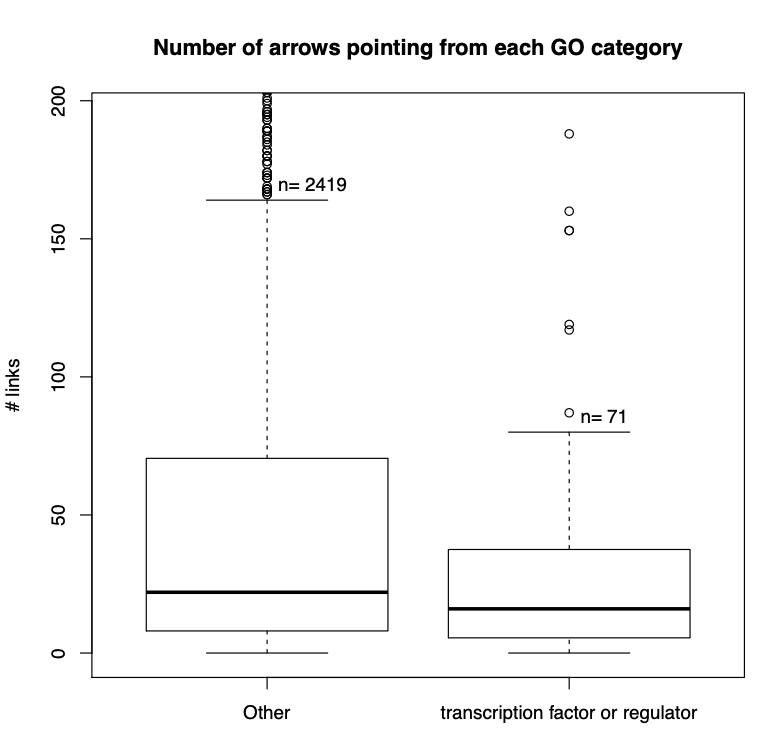 Number of arrows pointing from each GO category
200
150
100
50
0
# links
n= 2419
n= 71
Other
transcription factor or regulator